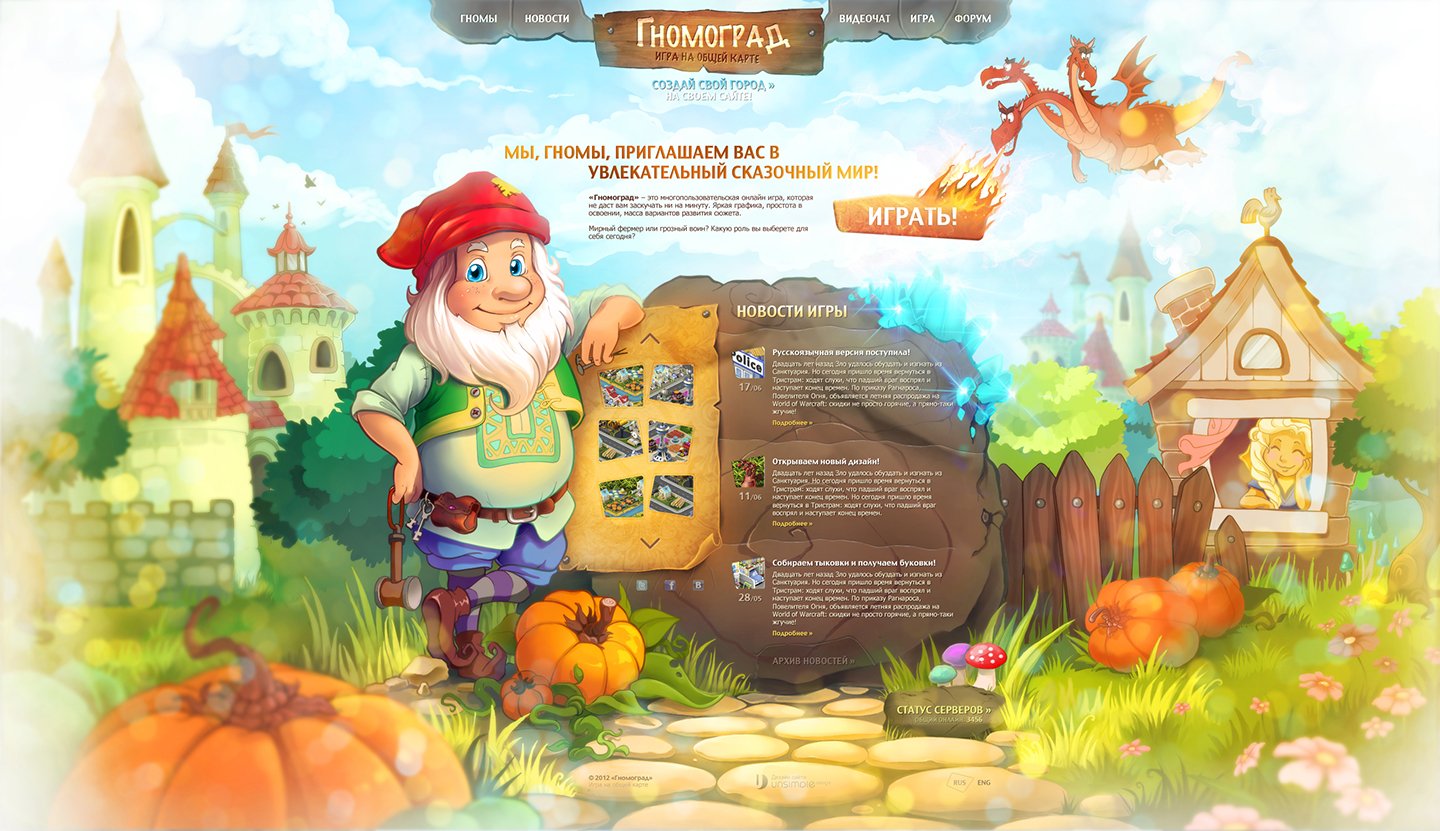 ГНОМЫ
НОВОСТИ
ГНОМОГРАД
ИГРА НА ОБЩЕЙ КАРТЕ
ВИДЕОЧАТ
ИГРА
ФОРУМ
СОЗДАЙ СВОЙ ГОРОД »
НА СВОЕМ САЙТЕ!
МЫ, ГНОМЫ, ПРИГЛАШАЕМ ВАС В
УВЛЕКАТЕЛЬНЫЙ СКАЗОЧНЫЙ МИР!
«Гномоград» – это многопользовательская онлайн игра, которая
не даст вам заскучать ни на минуту. Яркая графика, простота в
освоении, масса вариантов развития сюжета.
Мирный фермер или грозный воин? Какую роль вы выберете для
себя сегодня?
ИГРАТЬ!
НОВОСТИ ИГРЫ
olice
17/06
Русскоязычная версия поступила!
Двадцать лет назад Зло удалось обуздать и изгнать из
Санктуария. Но сегодня пришло время вернуться в
Тристрам: ходят слухи, что падший враг воспрял и
наступает конец времен. По приказу Рагнароса,
Повелителя Огня, объявляется летняя распродажа на
World of Warcraft: скидки не просто горячие, а прямо-таки
жгучие!
Подробнее »
11/06
Открываем новый дизайн!
Двадцать лет назад Зло удалось обуздать и изгнать из
Санктуария. Но сегодня пришло время вернуться в
Тристрам: ходят слухи, что падший враг воспрял и
наступает конец времен. Но сегодня пришло время
вернуться в Тристрам: ходят слухи, что падший враг
воспрял и наступает конец времен.
Подробнее »
28/05
Собираем тыковки и получаем буковки!
Двадцать лет назад Зло удалось обуздать и изгнать из
Санктуария. Но сегодня пришло время вернуться в
Тристрам: ходят слухи, что падший враг воспрял и
наступает конец времен. По приказу Рагнароса,
Повелителя Огня, объявляется летняя распродажа на
World of Warcraft: скидки не просто горячие, а прямо-таки
жгучие!
Подробнее »
АРХИВ НОВОСТЕЙ »
СТАТУС СЕРВЕРОВ »
ОБЩИЙ ОНЛАЙН: 3456
© 2012 «Гномоград»
Игра на общей карте
Дизайн сайта
unsimple
RUS
ENG